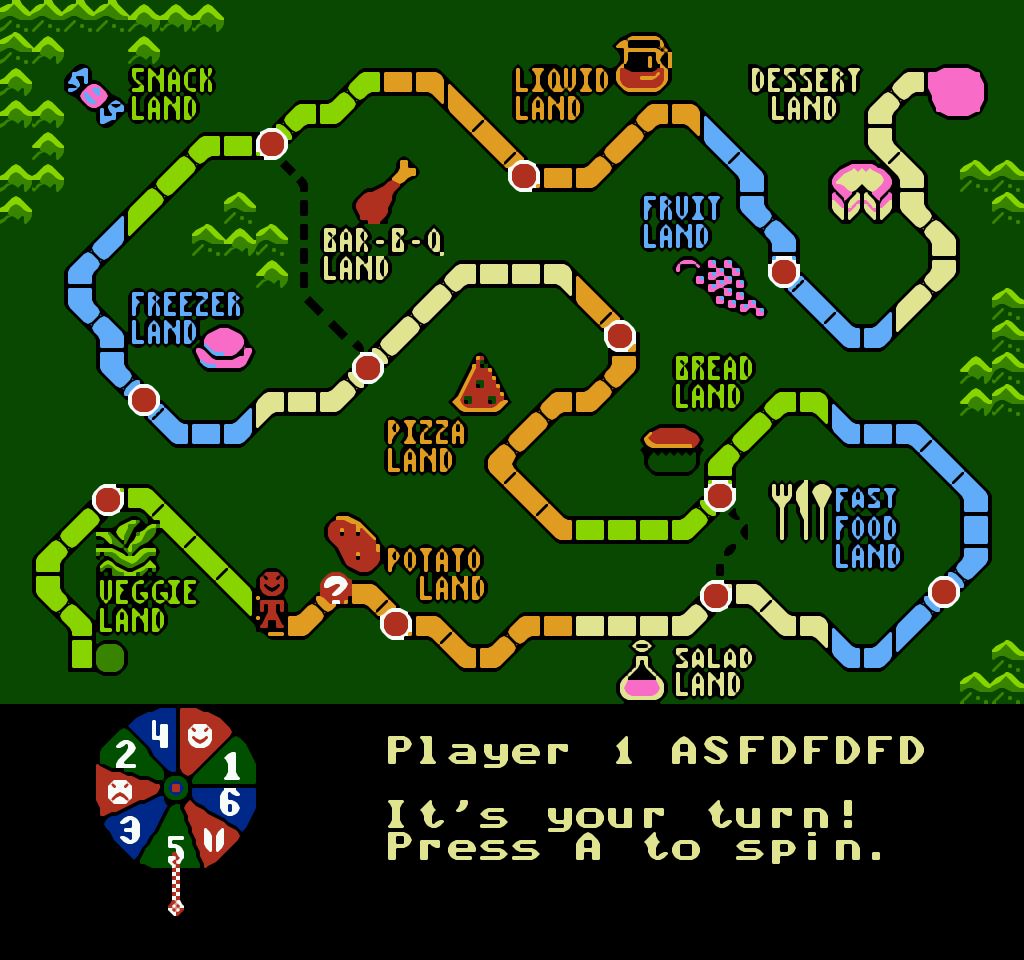 SNACK
LAND
LIQUID
LAND
DESSERT
LAND
FRUIT
LAND
BAR-B-Q
LAND
FREEZER
LAND
BREAD
LAND
PIZZA
LAND
FAST
FOOD
LAND
POTATO
LAND
?
VEGGIE
LAND
SALAD
LAND
4
2
1
6
3
5
Player 1 ASFDFDFD
It's your turn!
Press A to spin.